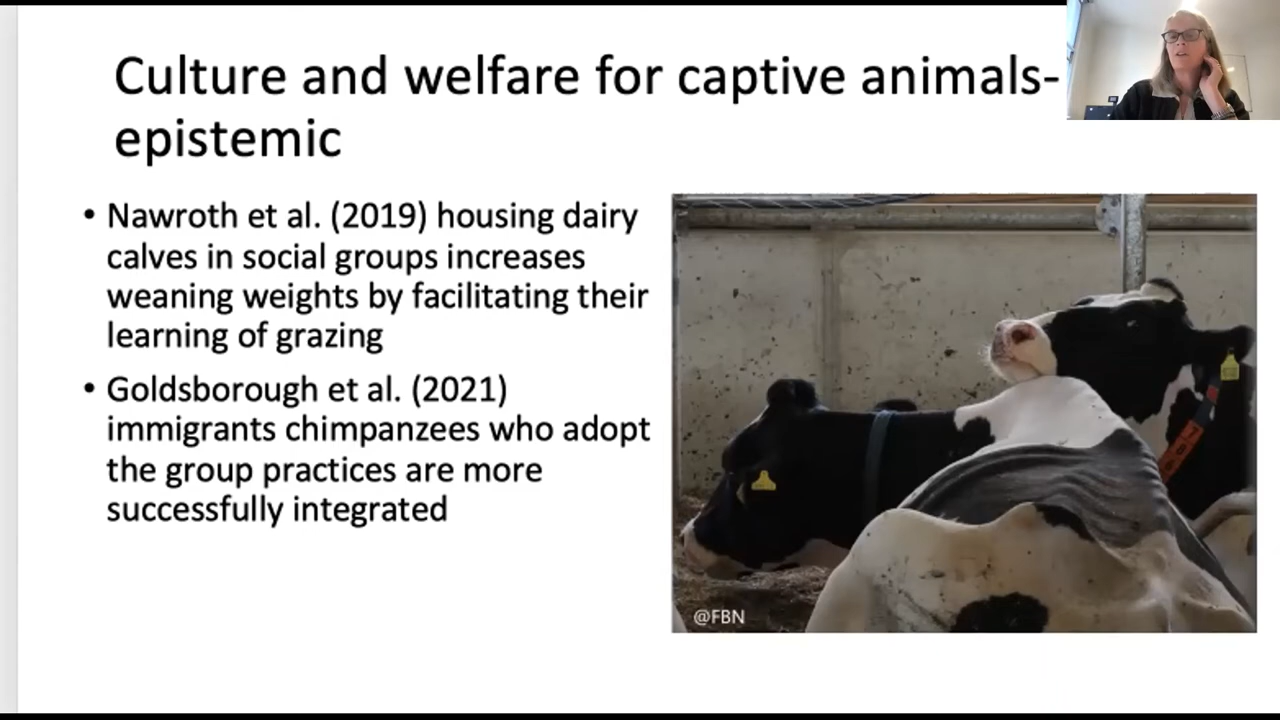 Culture and welfare for captive animals-
epistemic
• Nawroth et al. (2019) housing dairy
calves in social groups increases
weaning weights by facilitating their
learning of grazing
• Goldsborough et al. (2021)
immigrants chimpanzees who adopt
the group practices are more
successfully integrated
@FBN